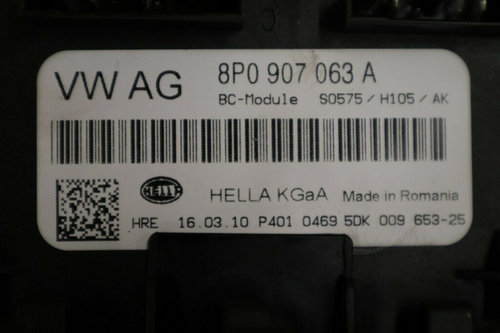 VW AG 8P0 907 063 A
BC-Module S0575 / H105 / AK
HELLA HELLA KGaA Made in Romania
HRE 16.03.10 P401 0469 5DK 009 653-25